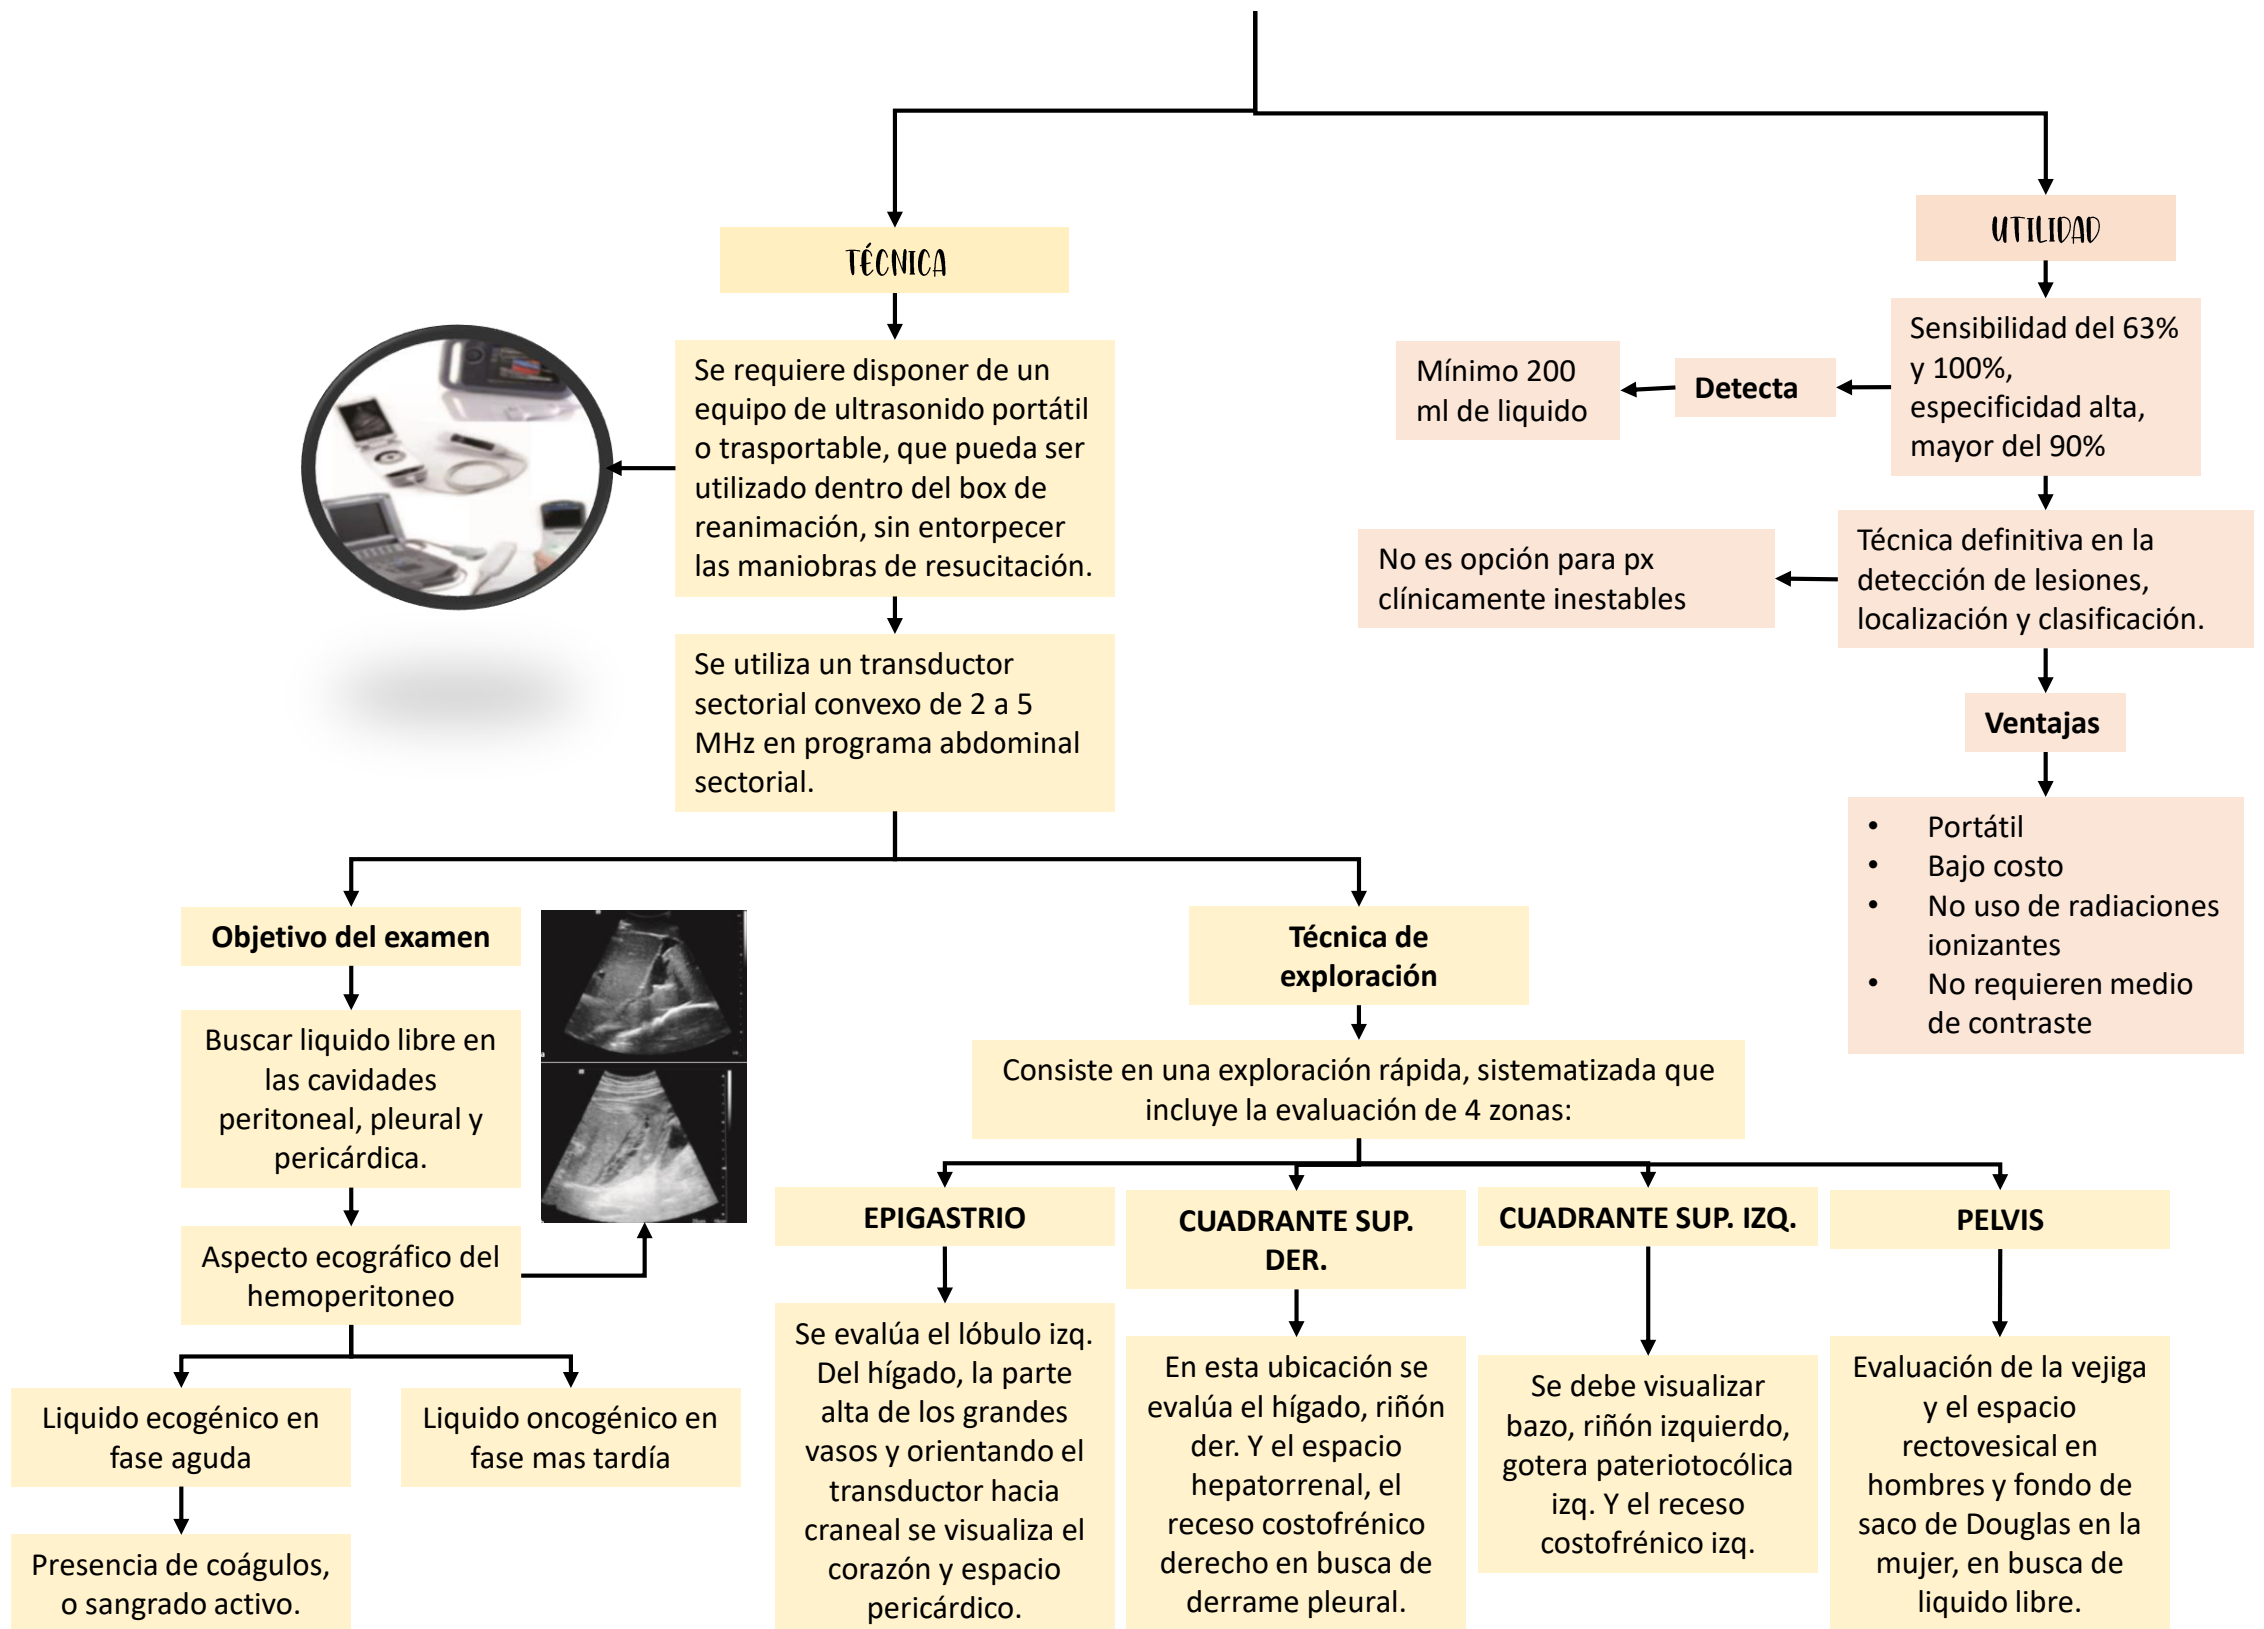 TÉCNICA
Se requiere disponer de un
equipo de ultrasonido portátil
o trasportable, que pueda ser
utilizado dentro del box de
reanimación, sin entorpecer
las maniobras de resucitación.
Se utiliza un transductor
sectorial convexo de 2 a 5
MHz en programa abdominal
sectorial.
Objetivo del examen
Buscar liquido libre en
las cavidades
peritoneal, pleural y
pericárdica.
Aspecto ecográfico del
hemoperitoneo
Liquido ecogénico en
fase aguda
Presencia de coágulos,
o sangrado activo.
Liquido oncogénico en
fase mas tardía
Técnica de
exploración
Consiste en una exploración rápida, sistematizada que
incluye la evaluación de 4 zonas:
EPIGASTRIO
Se evalúa el lóbulo izq.
Del hígado, la parte
alta de los grandes
vasos y orientando el
transductor hacia
craneal se visualiza el
corazón y espacio
pericárdico.
CUADRANTE SUP.
DER.
En esta ubicación se
evalúa el hígado, riñón
der. Y el espacio
hepatorrenal, el
receso costofrénico
derecho en busca de
derrame pleural.
CUADRANTE SUP. IZQ.
Se debe visualizar
bazo, riñón izquierdo,
gotera pateriotocólica
izq. Y el receso
costofrénico izq.
PELVIS
Evaluación de la vejiga
y el espacio
rectovesical en
hombres y fondo de
saco de Douglas en la
mujer, en busca de
liquido libre.
UTILIDAD
Sensibilidad del 63%
y 100%,
especificidad alta,
mayor del 90%
Detecta
Mínimo 200
ml de liquido
Técnica definitiva en la
detección de lesiones,
localización y clasificación.
No es opción para px
clínicamente inestables
Ventajas
• Portátil
• Bajo costo
• No uso de radiaciones
ionizantes
• No requieren medio
de contraste